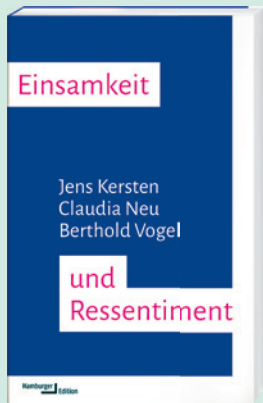 Einsamkeit
Jens Kersten
Claudia Neu
Berthold Vogel
und
Ressentiment
Hamburger Edition